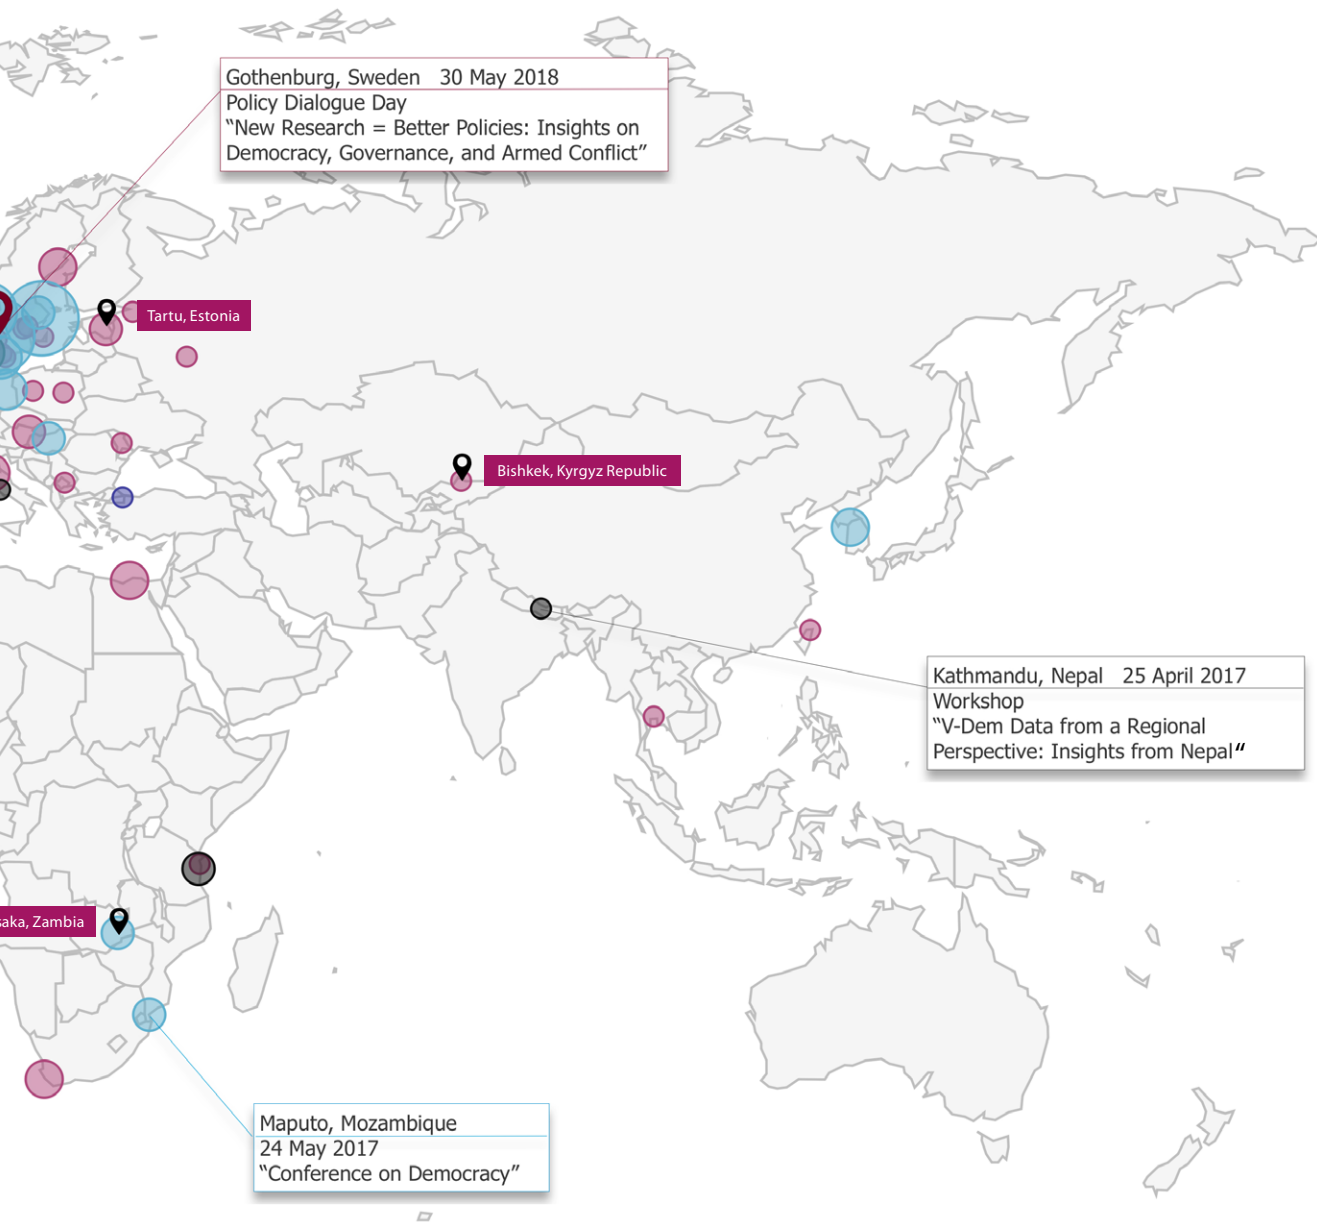 Gothenburg, Sweden   30 May 2018
Policy Dialogue Day
“New Research = Better Policies: Insights on
Democracy, Governance, and Armed Conflict”
Tartu, Estonia
Bishkek, Kyrgyz Republic
Kathmandu, Nepal   25 April 2017
Workshop
“V-Dem Data from a Regional
Perspective: Insights from Nepal“
saka, Zambia
Maputo, Mozambique
24 May 2017
“Conference on Democracy”